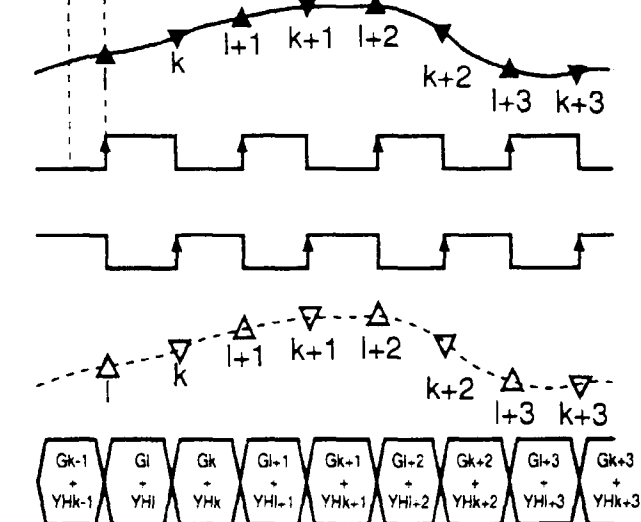 k
l+1
k+1
l+2
k+2
l+3
k+3
l
k
l+1
k+1
l+2
k+2
l+3
k+3
Gk-1
+
YHk-1
Gl
+
YHl
Gk
+
YHk
Gl+1
+
YHl+1
Gk+1
+
YHk+1
Gl+2
+
YHl+2
Gk+2
+
YHk+2
Gl+3
+
YHl+3
Gk+3
+
YHk+3